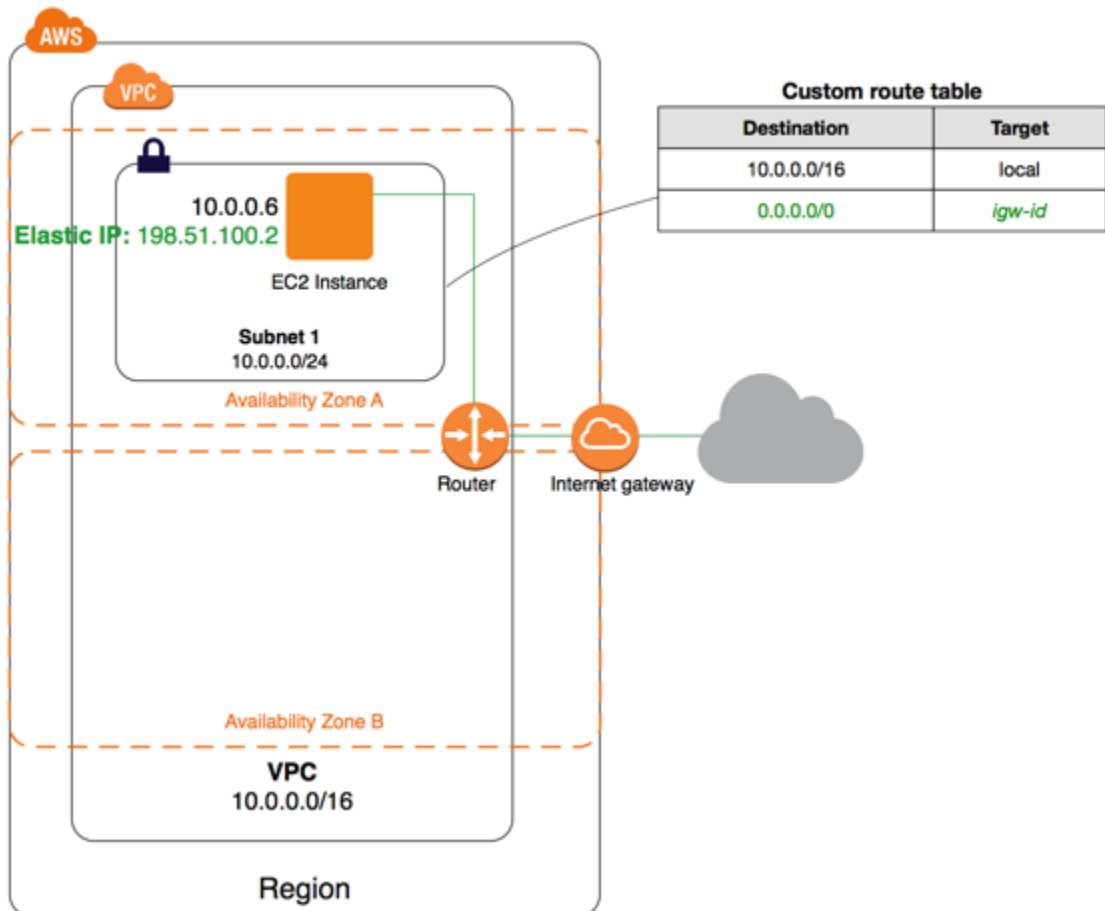 AWS
VPC
Custom route table
Destination Target
10.0.0.0/16 local
0.0.0.0/0 igw-id
10.0.0.6
Elastic IP: 198.51.100.2
EC2 Instance
Subnet 1
10.0.0.0/24
Availability Zone A
Router
Internet gateway
Availability Zone B
VPC
10.0.0.0/16
Region